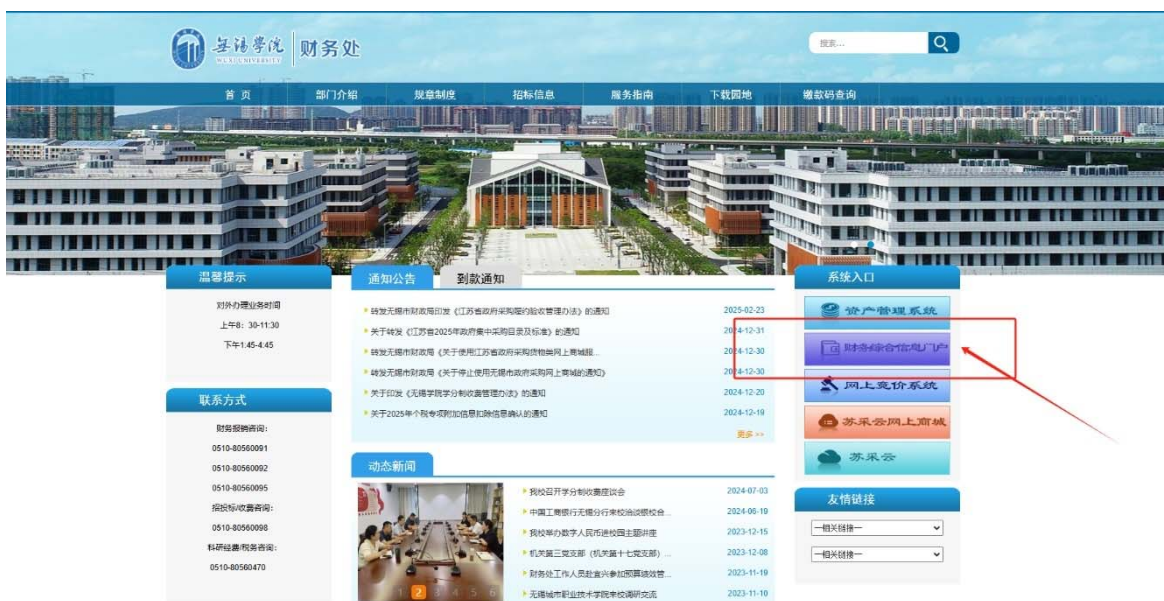 無锡学院
WUXI UNIVERSITY
财务处
搜索...
首 页
部门介绍
规章制度
招标信息
服务指南
下载园地
缴款码查询
温馨提示
对外办理业务时间
上午8：30-11:30
下午1:45-4:45
联系方式
财务报销咨询：
0510-80560091
0510-80560092
0510-80560095
招投标/收费咨询：
0510-80560098
科研经费/税务咨询：
0510-80560470
通知公告
到款通知
转发无锡市财政局印发《江苏省政府采购履约验收管理办法》的通知
2025-02-23
关于转发《江苏省2025年政府集中采购目录及标准》的通知
2024-12-31
转发无锡市财政局《关于使用江苏省政府采购货物类网上商城服...
2024-12-30
转发无锡市财政局《关于停止使用无锡市政府采购网上商城的通知》
2024-12-30
关于印发《无锡学院学分制收费管理办法》的通知
2024-12-20
关于2025年个税专项附加信息扣除信息确认的通知
2024-12-19
更多 >>
动态新闻
1 2 3 4 5 6
我校召开学分制收费座谈会
2024-07-03
中国工商银行无锡分行来校洽谈银校合...
2024-06-19
我校举办数字人民币进校园主题讲座
2023-12-15
机关第三党支部（机关第十七党支部）...
2023-12-08
财务处工作人员赴宜兴参加预算绩效管...
2023-11-19
无锡城市职业技术学院来校调研交流
2023-11-10
系统入口
资产管理系统
财务综合信息门户
网上竞价系统
苏采云网上商城
苏采云
友情链接
—相关链接—
—相关链接—